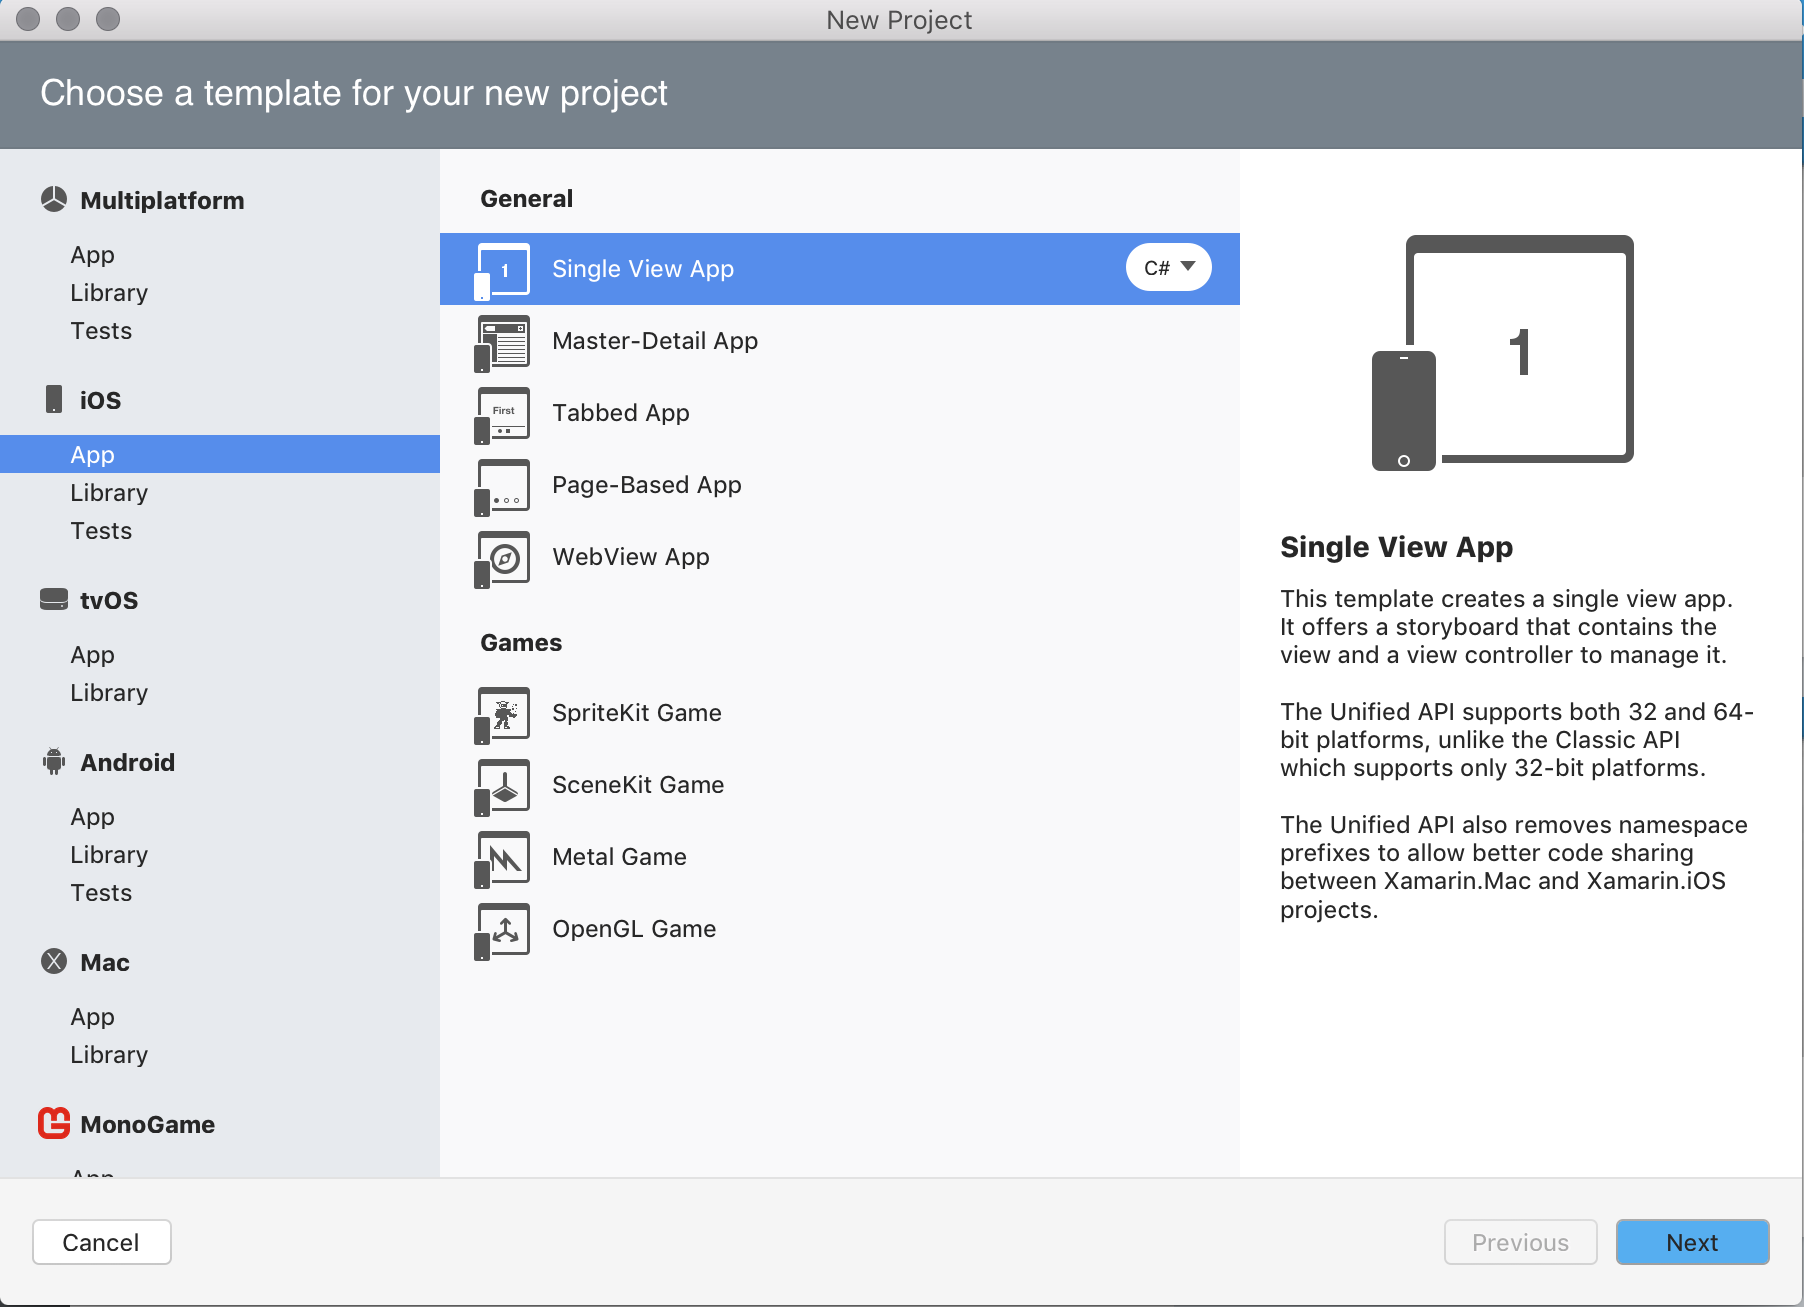 New Project
Choose a template for your new project
Multiplatform
App
Library
Tests
iOS
App
Library
Tests
tvOS
App
Library
Android
App
Library
Tests
Mac
App
Library
MonoGame
App
General
1
Single View App
C#
Master-Detail App
First
Tabbed App
Page-Based App
WebView App
Games
SpriteKit Game
SceneKit Game
Metal Game
OpenGL Game
1
Single View App
This template creates a single view app.
It offers a storyboard that contains the
view and a view controller to manage it.
The Unified API supports both 32 and 64-
bit platforms, unlike the Classic API
which supports only 32-bit platforms.
The Unified API also removes namespace
prefixes to allow better code sharing
between Xamarin.Mac and Xamarin.iOS
projects.
Cancel
Previous
Next